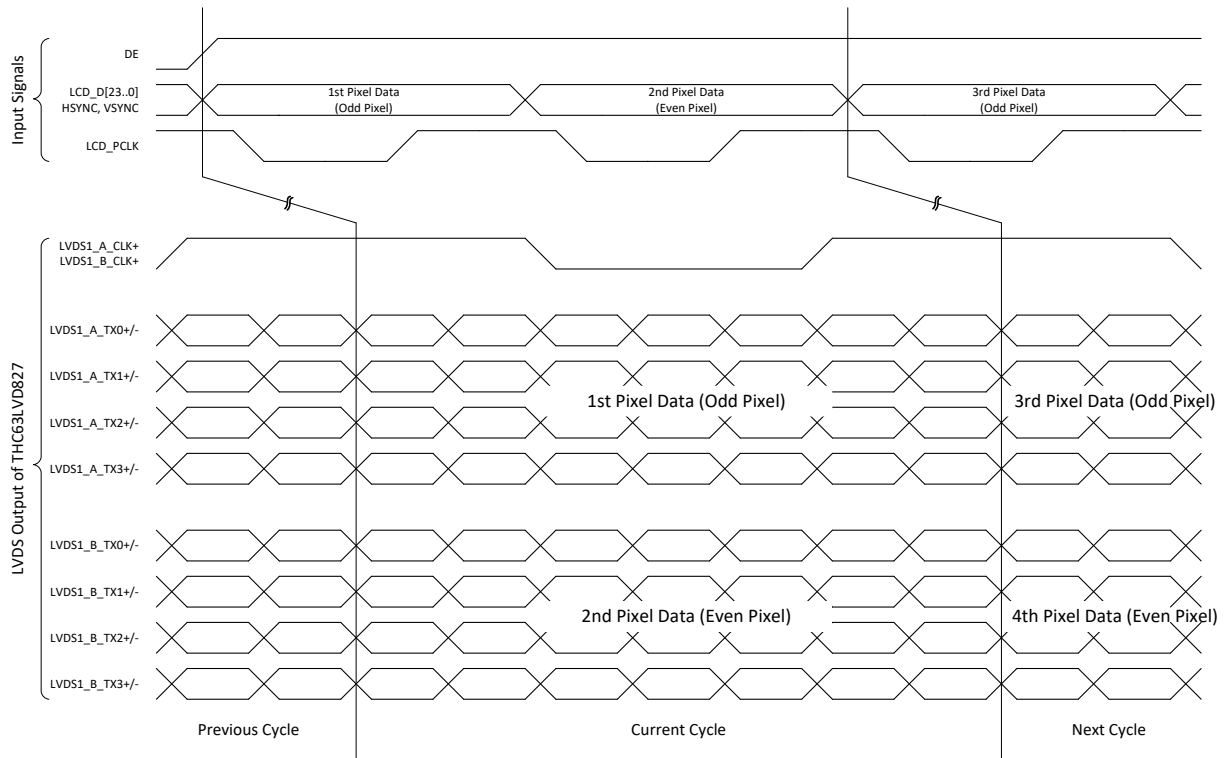 Input Signals
DE
LCD_D[23..0]
HSYNC, VSYNC
1st Pixel Data
(Odd Pixel)
2nd Pixel Data
(Even Pixel)
3rd Pixel Data
(Odd Pixel)
LCD_PCLK
LVDS Output of THC63LVD827
LVDS1_A_CLK+
LVDS1_B_CLK+
LVDS1_A_TX0+/-
LVDS1_A_TX1+/-
1st Pixel Data (Odd Pixel)
3rd Pixel Data (Odd Pixel)
LVDS1_A_TX2+/-
LVDS1_A_TX3+/-
LVDS1_B_TX0+/-
LVDS1_B_TX1+/-
2nd Pixel Data (Even Pixel)
4th Pixel Data (Even Pixel)
LVDS1_B_TX2+/-
LVDS1_B_TX3+/-
Previous Cycle
Current Cycle
Next Cycle